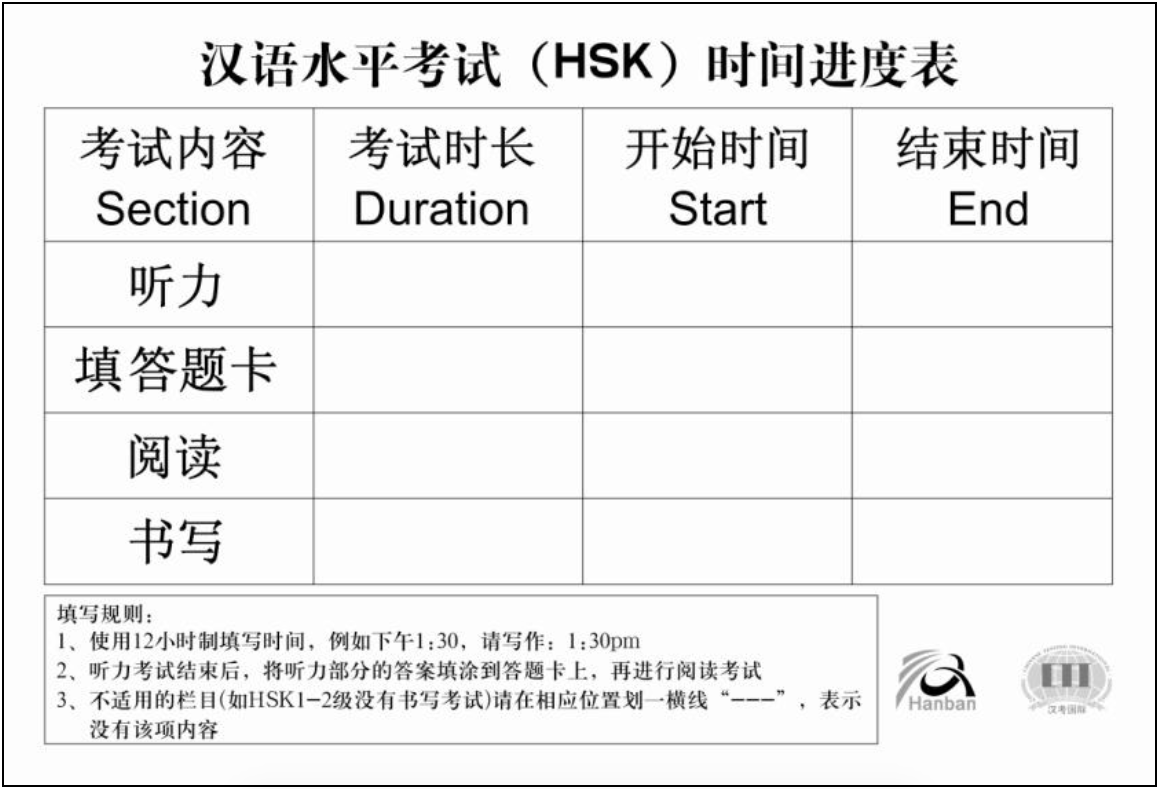 汉语水平考试（HSK）时间进度表
考试内容 考试时长 开始时间 结束时间
Section Duration Start End
听力
填答题卡
阅读
书写
填写规则：
1、使用12小时制填写时间，例如下午1:30，请写作：1:30pm
2、听力考试结束后，将听力部分的答案填涂到答题卡上，再进行阅读考试
3、不适用的栏目(如HSK1-2级没有书写考试)请在相应位置划一横线“---”，表示
没有该项内容
Hanban
汉考国际